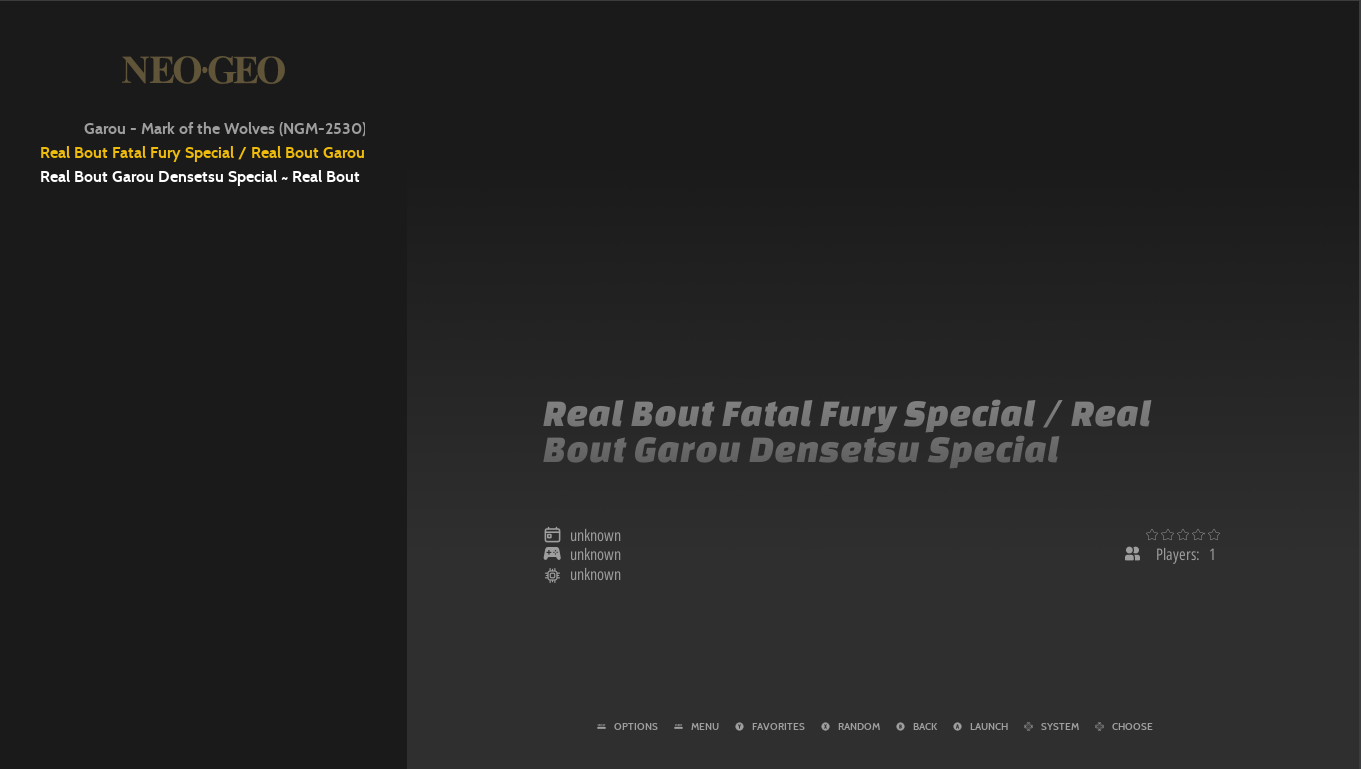 NEO·GEO
Garou - Mark of the Wolves (NGM-2530)
Real Bout Fatal Fury Special / Real Bout Garou
Real Bout Garou Densetsu Special ~ Real Bout
Real Bout Fatal Fury Special / Real
Bout Garou Densetsu Special
unknown
unknown Players: 1
unknown
OPTIONS MENU Y FAVORITES X RANDOM B BACK A LAUNCH SYSTEM CHOOSE